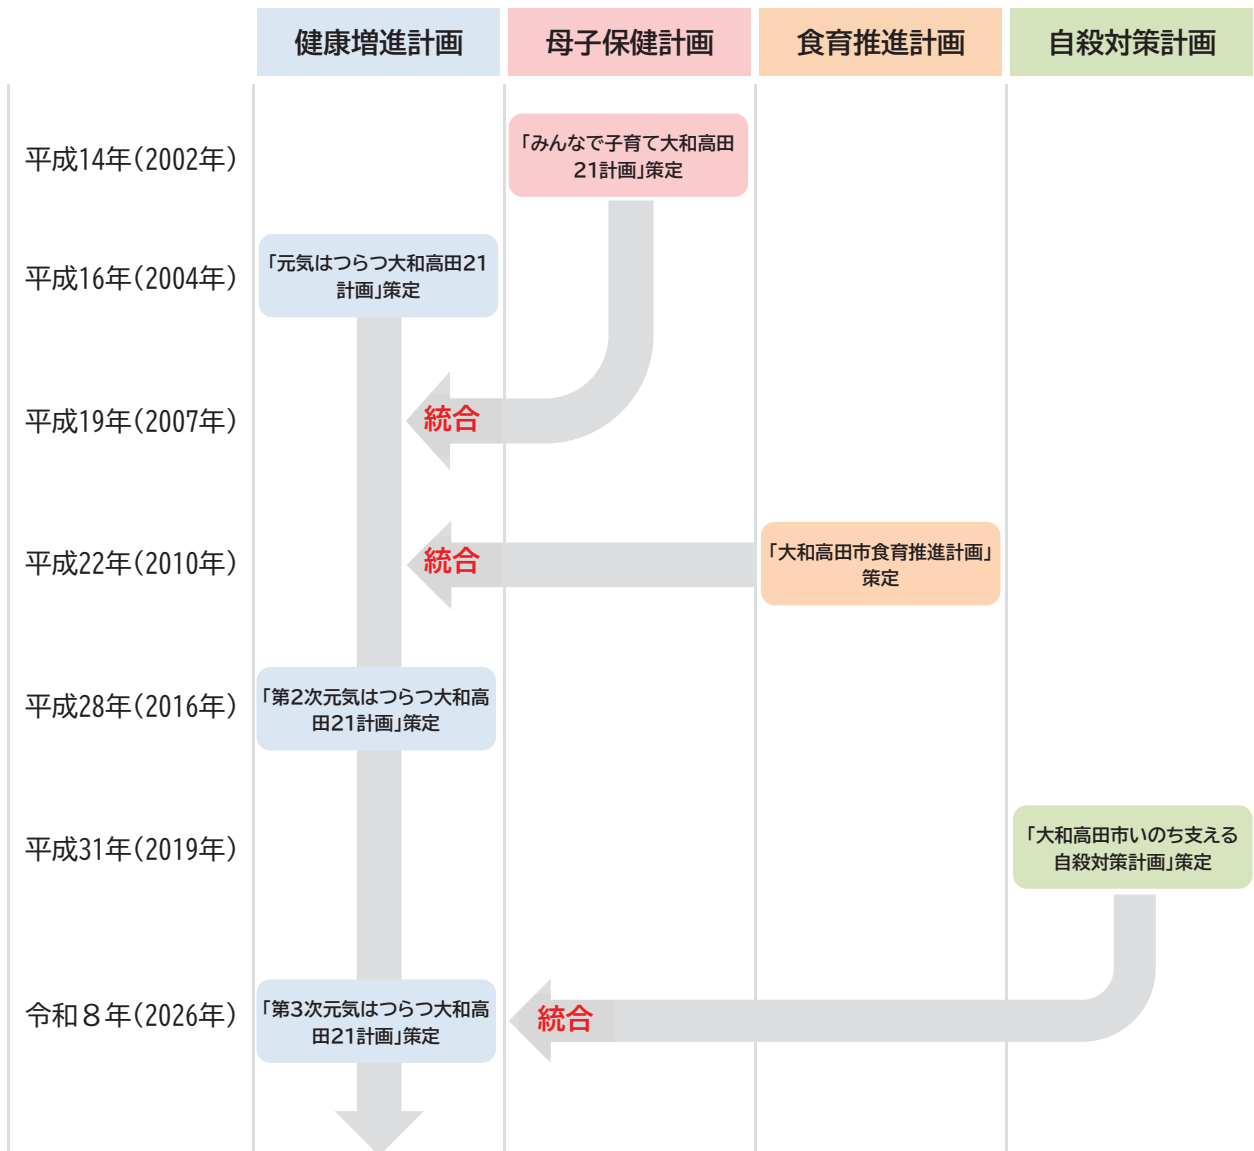 健康増進計画
母子保健計画
食育推進計画
自殺対策計画
平成14年(2002年)
「みんなで子育て大和高田
21計画」策定
平成16年(2004年)
「元気はつらつ大和高田21
計画」策定
平成19年(2007年)
統合
平成22年(2010年)
統合
「大和高田市食育推進計画」
策定
平成28年(2016年)
「第2次元気はつらつ大和高
田21計画」策定
平成31年(2019年)
「大和高田市いのち支える
自殺対策計画」策定
令和８年(2026年)
「第3次元気はつらつ大和高
田21計画」策定
統合